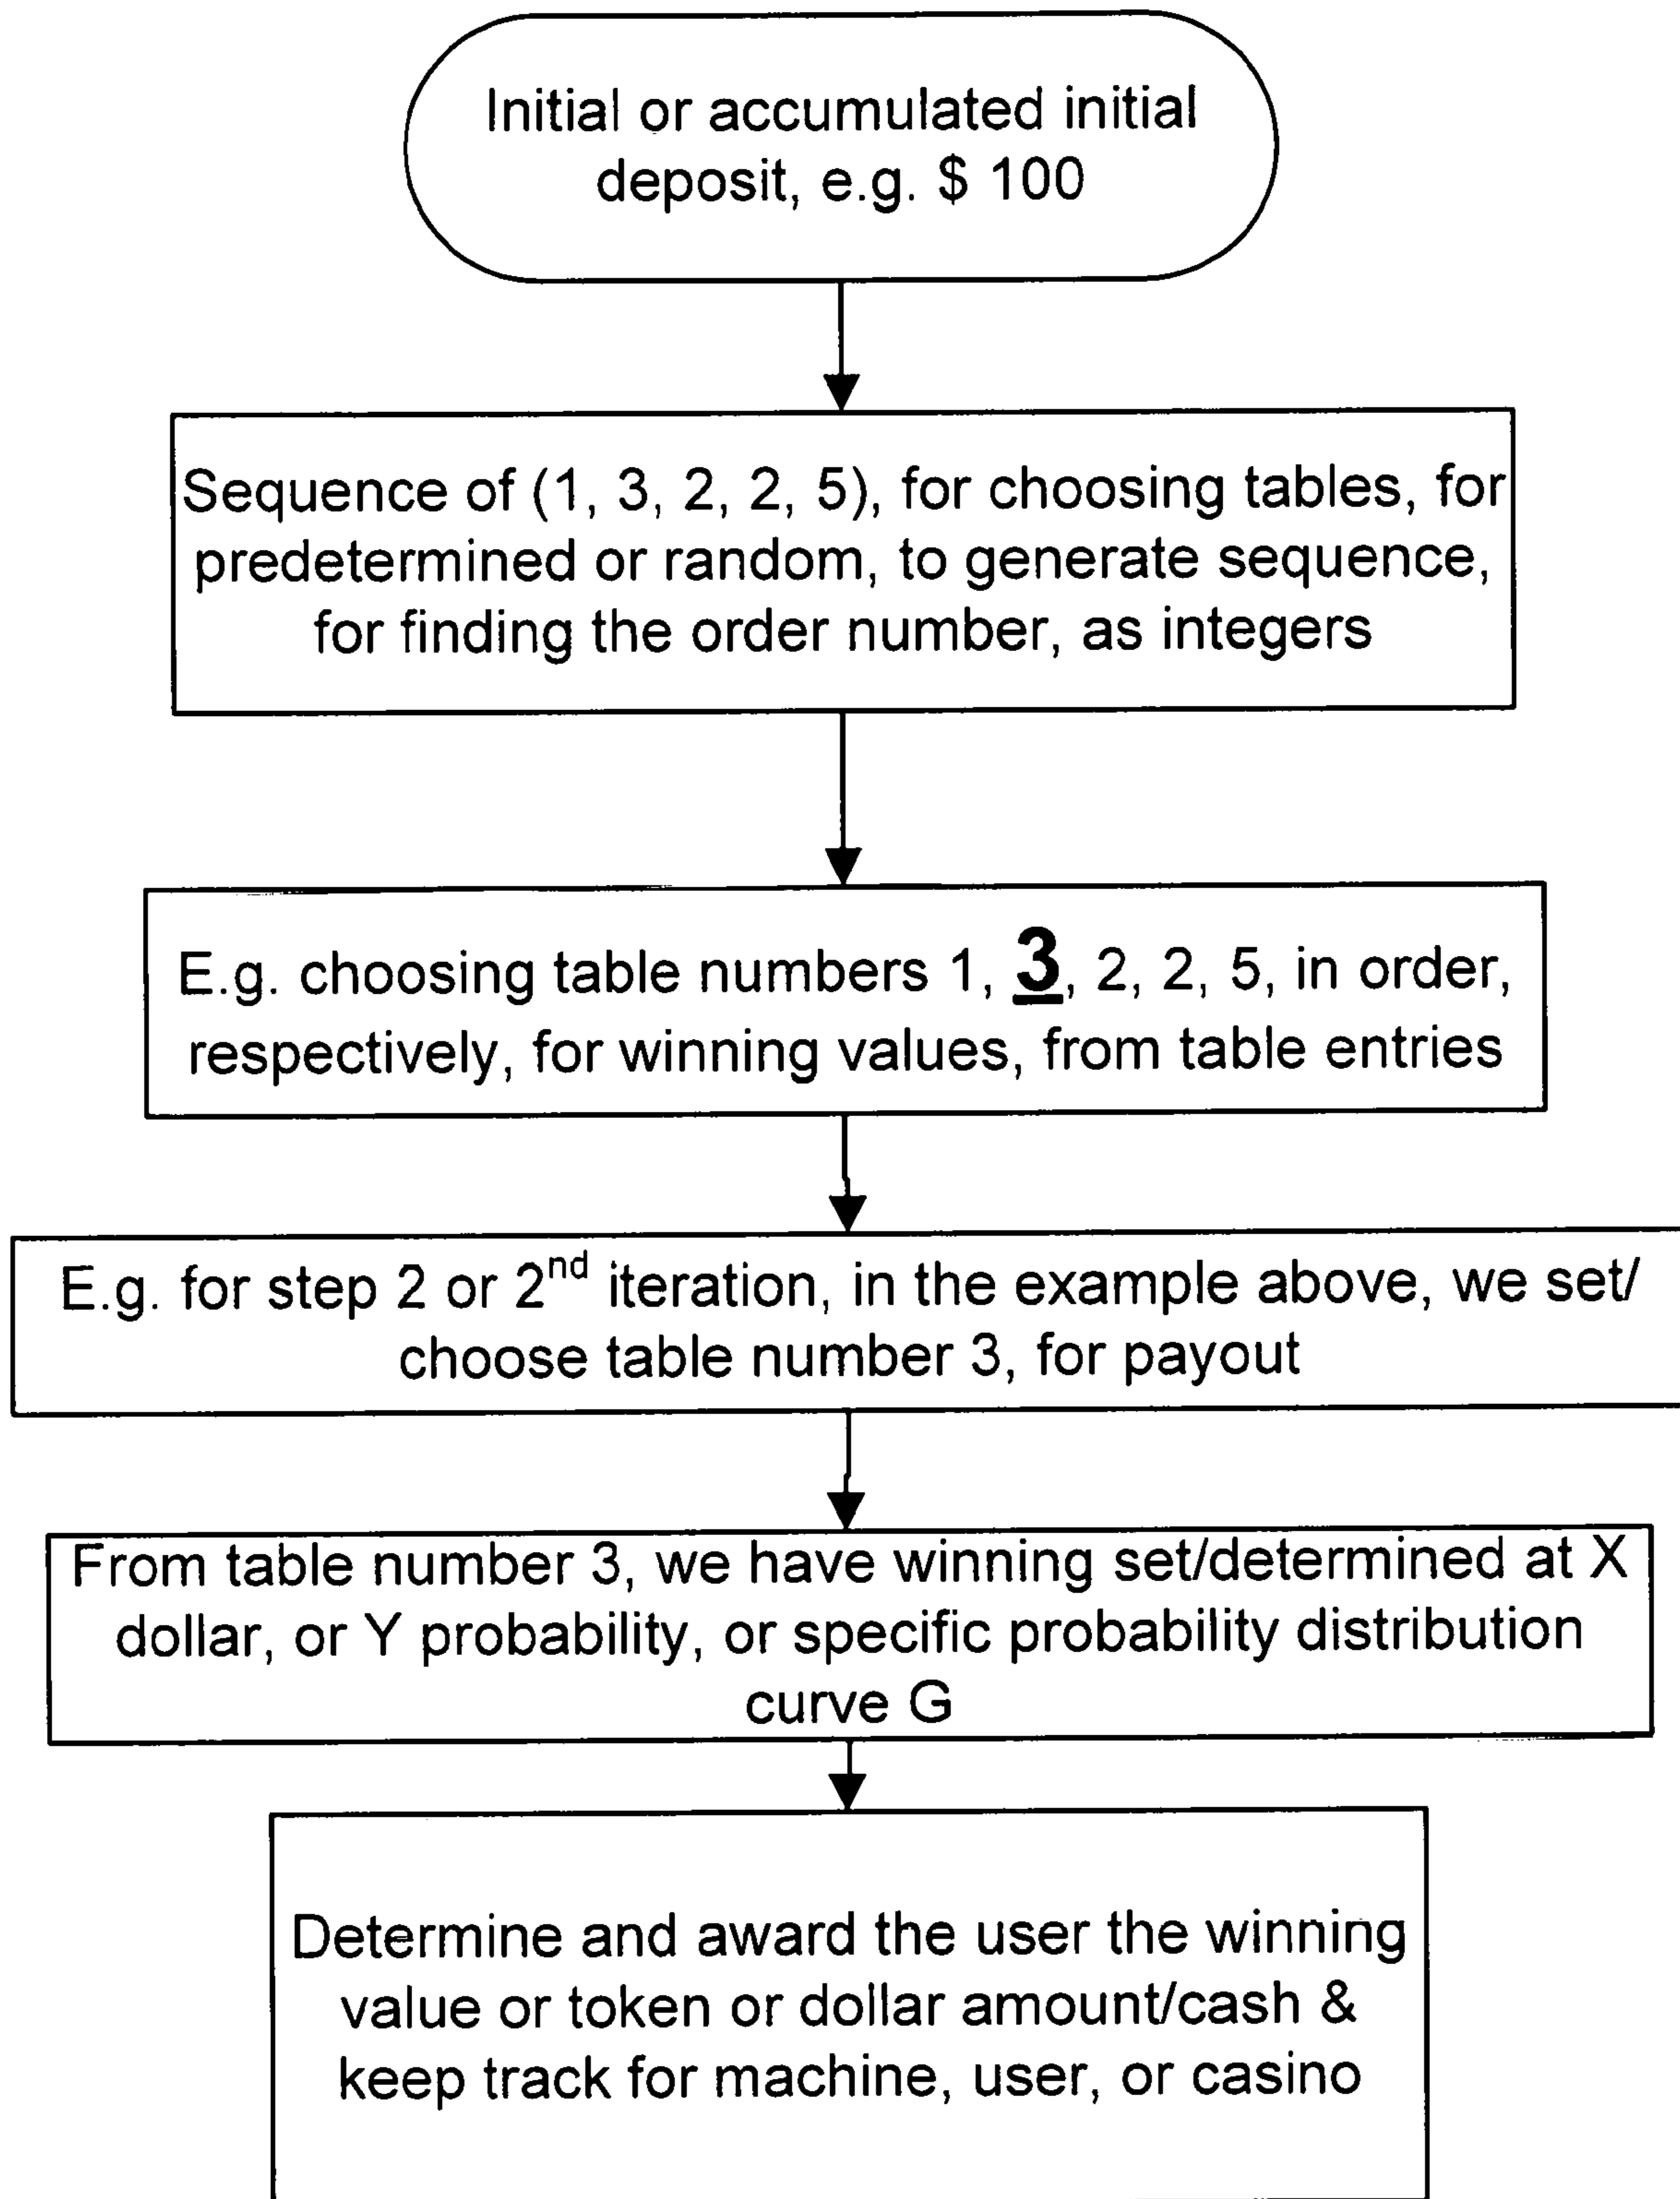 Initial or accumulated initial
deposit, e.g. $ 100
Sequence of (1, 3, 2, 2, 5), for choosing tables, for
predetermined or random, to generate sequence,
for finding the order number, as integers
E.g. choosing table numbers 1, 3, 2, 2, 5, in order,
respectively, for winning values, from table entries
E.g. for step 2 or 2nd iteration, in the example above, we set/
choose table number 3, for payout
From table number 3, we have winning set/determined at X
dollar, or Y probability, or specific probability distribution
curve G
Determine and award the user the winning
value or token or dollar amount/cash &
keep track for machine, user, or casino